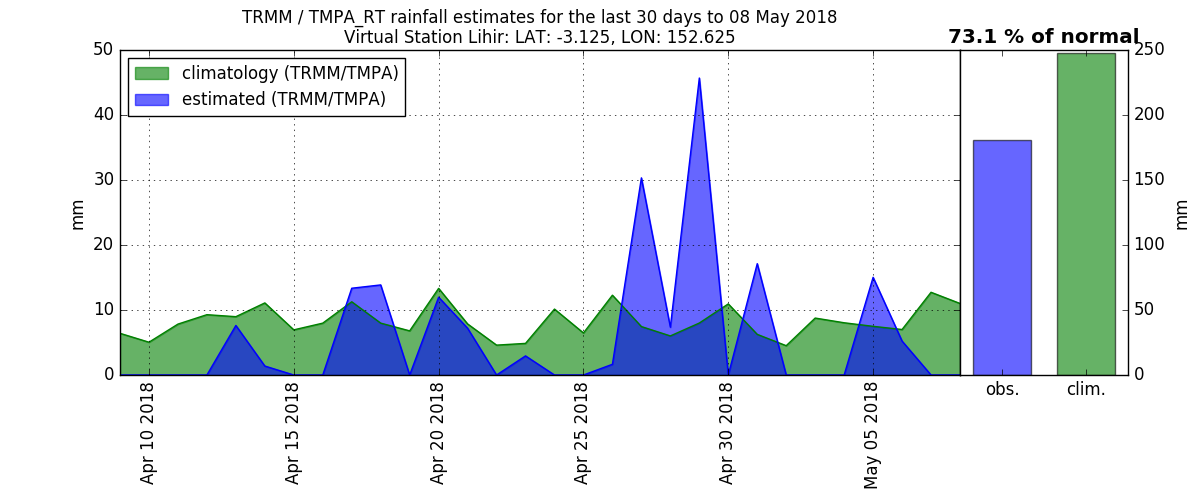 TRMM / TMPA_RT rainfall estimates for the last 30 days to 08 May 2018
Virtual Station Lihir: LAT: -3.125, LON: 152.625
73.1 % of normal
climatology (TRMM/TMPA)
estimated (TRMM/TMPA)
50
40
30
20
10
0
mm
Apr 10 2018
Apr 15 2018
Apr 20 2018
Apr 25 2018
Apr 30 2018
May 05 2018
obs.
clim.
250
200
150
100
50
0
mm